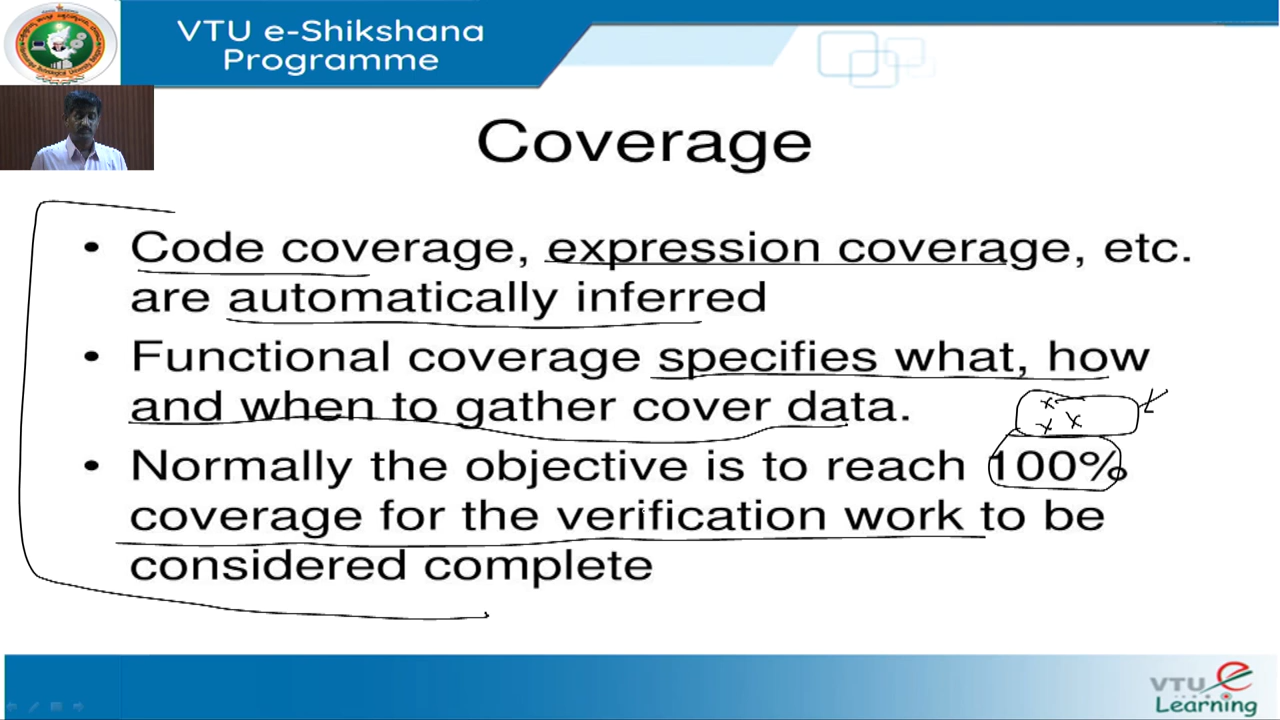 VTU e-Shikshana
Programme
Coverage
• Code coverage, expression coverage, etc.
are automatically inferred
• Functional coverage specifies what, how
and when to gather cover data.
• Normally the objective is to reach 100%
coverage for the verification work to be
considered complete
VTU e
Learning